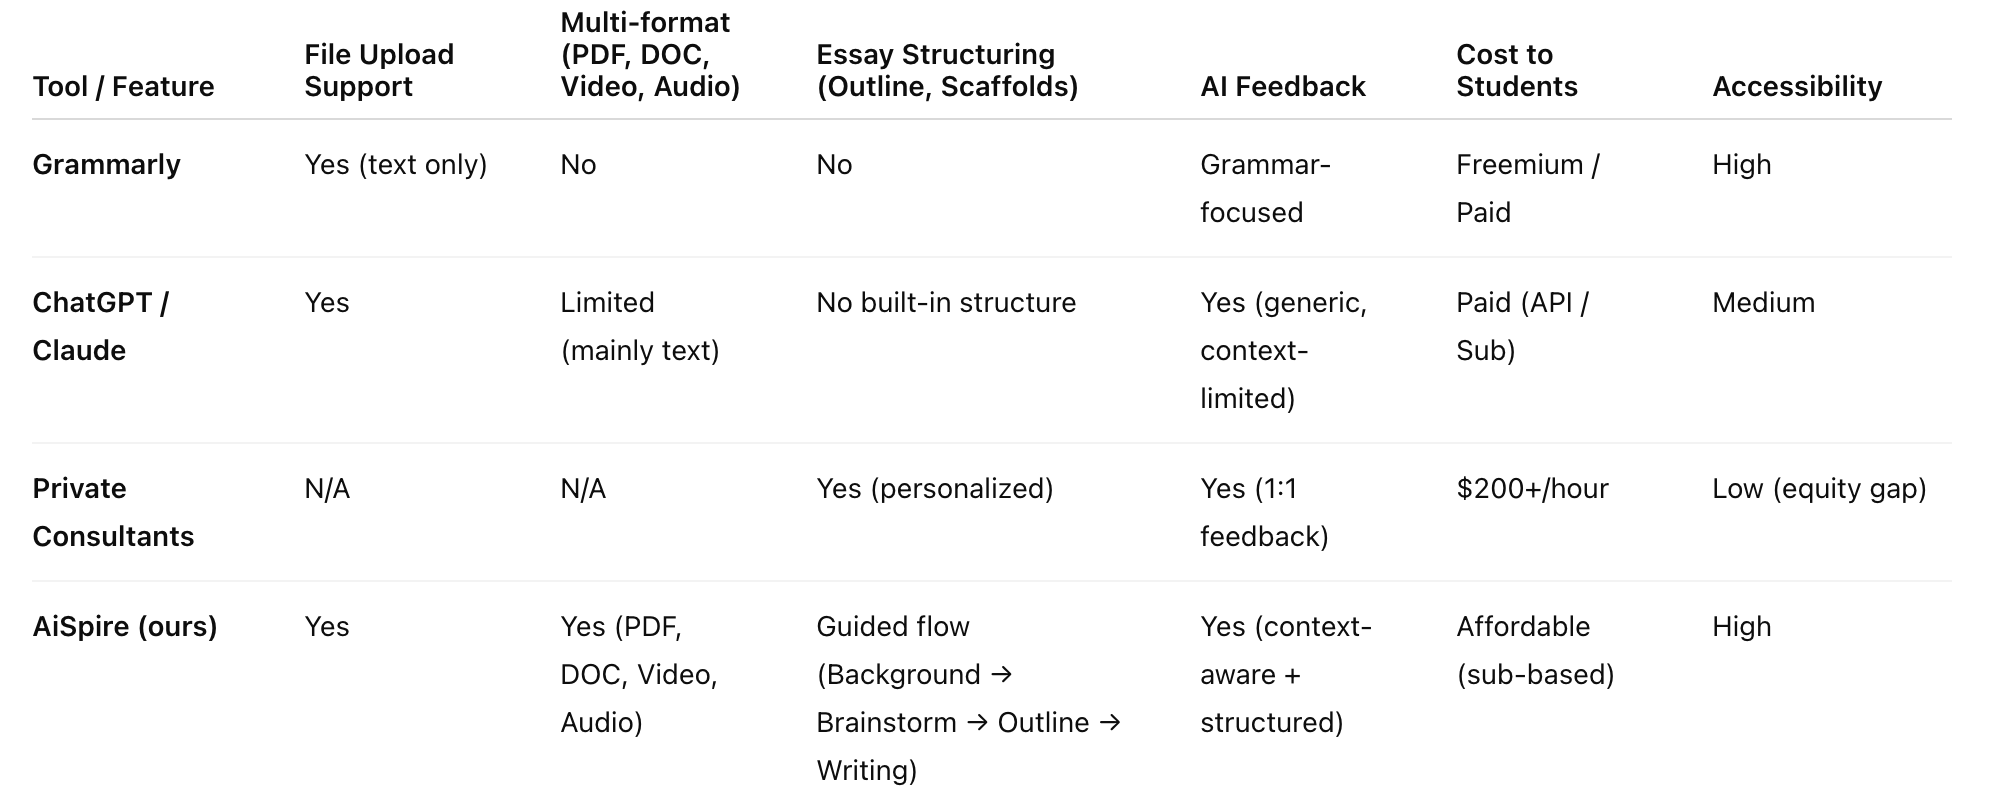 Tool / Feature
File Upload
Support
Multi-format
(PDF, DOC,
Video, Audio)
Essay Structuring
(Outline, Scaffolds)
AI Feedback
Cost to
Students
Accessibility
Grammarly
Yes (text only)
No
No
Grammar-
focused
Freemium /
Paid
High
ChatGPT /
Claude
Yes
Limited
(mainly text)
No built-in structure
Yes (generic,
context-
limited)
Paid (API /
Sub)
Medium
Private
Consultants
N/A
N/A
Yes (personalized)
Yes (1:1
feedback)
$200+/hour
Low (equity gap)
AiSpire (ours)
Yes
Yes (PDF,
DOC, Video,
Audio)
Guided flow
(Background →
Brainstorm → Outline →
Writing)
Yes (context-
aware +
structured)
Affordable
(sub-based)
High